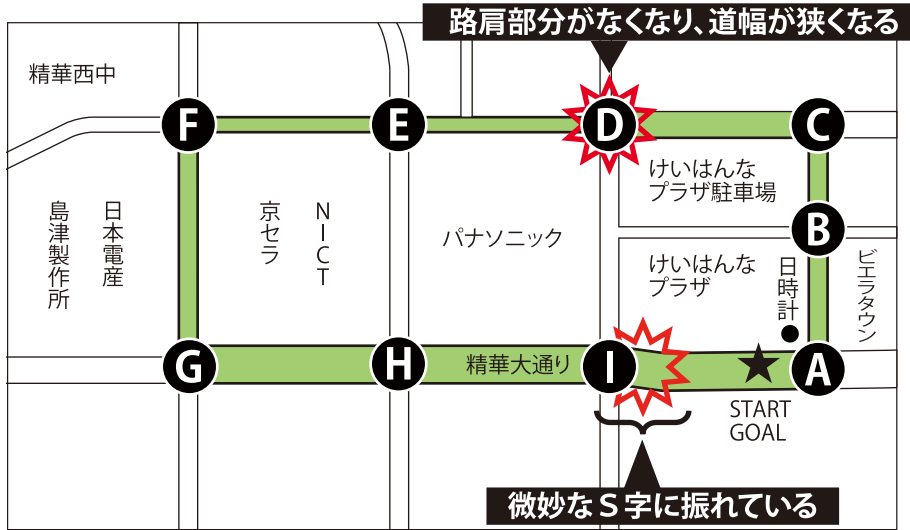 路肩部分がなくなり、道幅が狭くなる
精華西中
F
E
D
C
けいはんな
プラザ駐車場
島津製作所
日本電産
京セラ
NICT
パナソニック
B
けいはんな
プラザ
日時計
ビエラタウン
G
H
精華大通り
I
A
START
GOAL
微妙なS字に振れている